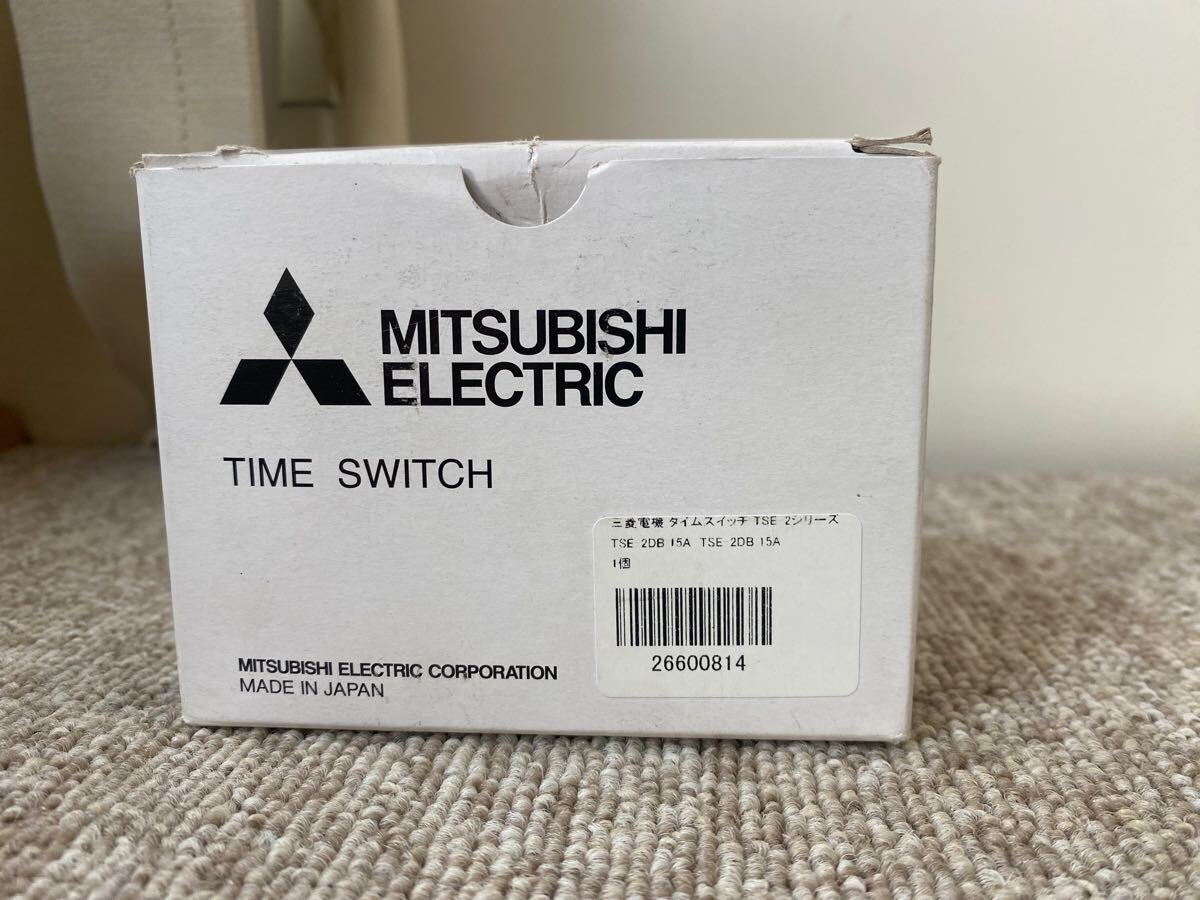 MITSUBISHI
ELECTRIC
TIME SWITCH
三菱電機 タイムスイッチ TSE 2シリーズ
TSE 2DB 15A TSE-2DB 15A
1個
26600814
MITSUBISHI ELECTRIC CORPORATION
MADE IN JAPAN